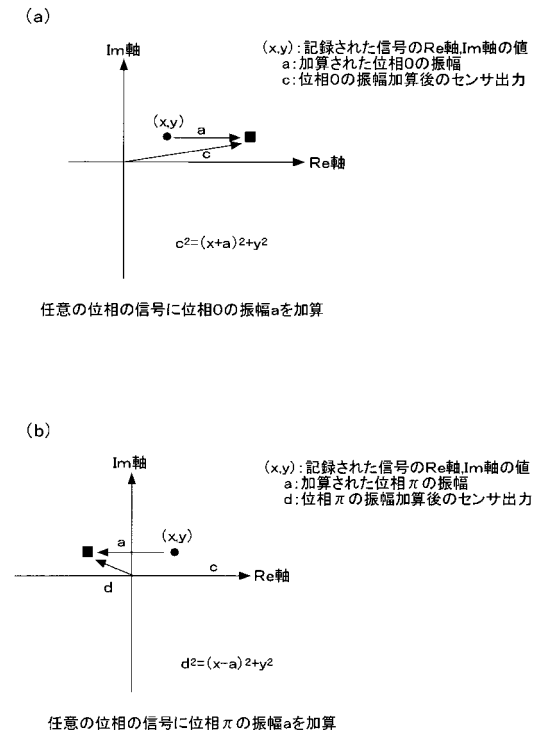 (a)
Im軸
(x,y):記録された信号のRe軸,Im軸の値
a:加算された位相0の振幅
c:位相0の振幅加算後のセンサ出力
(x,y)
a
c
Re軸
c²=(x+a)²+y²
任意の位相の信号に位相0の振幅aを加算
(b)
Im軸
(x,y):記録された信号のRe軸,Im軸の値
a:加算された位相πの振幅
d:位相πの振幅加算後のセンサ出力
(x,y)
a
c
Re軸
d
d²=(x−a)²+y²
任意の位相の信号に位相πの振幅aを加算